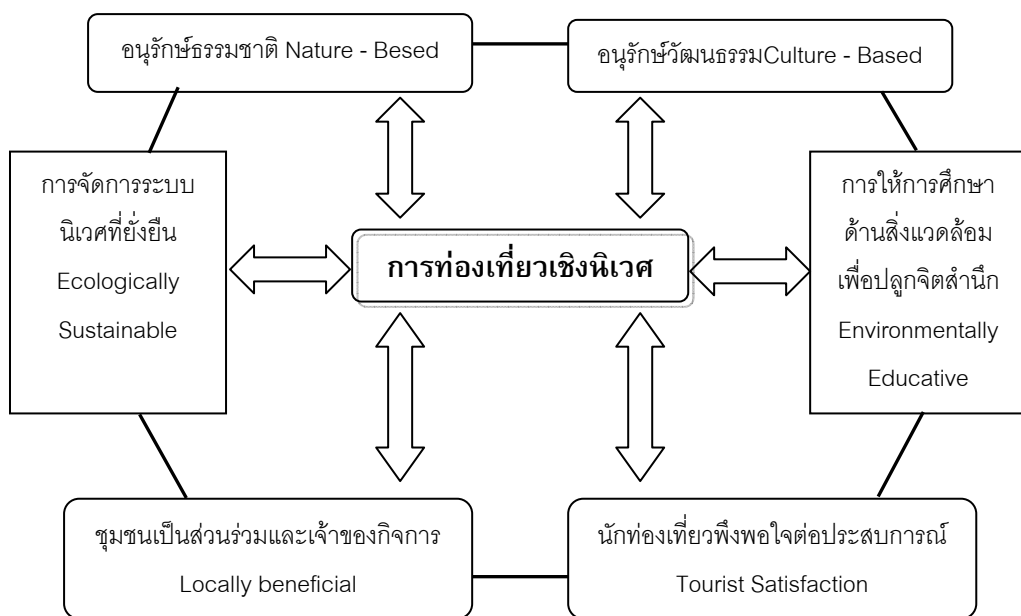 อนุรักษ์ธรรมชาติ Nature - Besed
อนุรักษ์วัฒนธรรมCulture - Based
การจัดการระบบ
นิเวศที่ยั่งยืน
Ecologically
Sustainable
การท่องเที่ยวเชิงนิเวศ
การให้การศึกษา
ด้านสิ่งแวดล้อม
เพื่อปลูกจิตสำนึก
Environmentally
Educative
ชุมชนเป็นส่วนร่วมและเจ้าของกิจการ
Locally beneficial
นักท่องเที่ยวพึงพอใจต่อประสบการณ์
Tourist Satisfaction